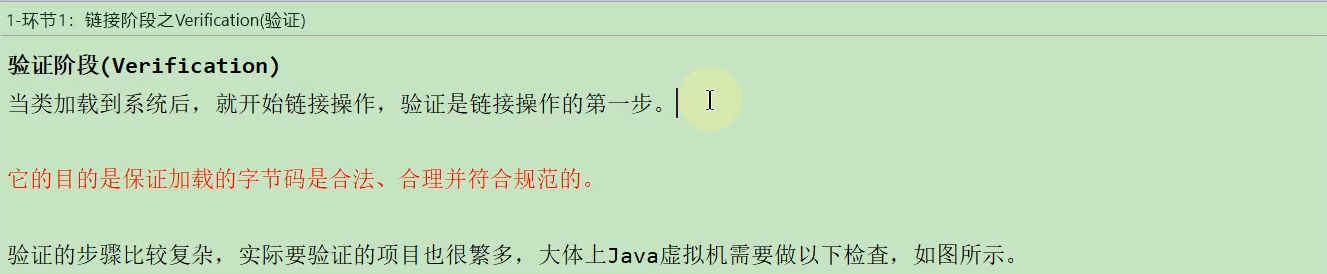 1-环节1：链接阶段之Verification(验证)
验证阶段(Verification)
当类加载到系统后，就开始链接操作，验证是链接操作的第一步。
它的目的是保证加载的字节码是合法、合理并符合规范的。
验证的步骤比较复杂，实际要验证的项目也很繁多，大体上Java虚拟机需要做以下检查，如图所示。